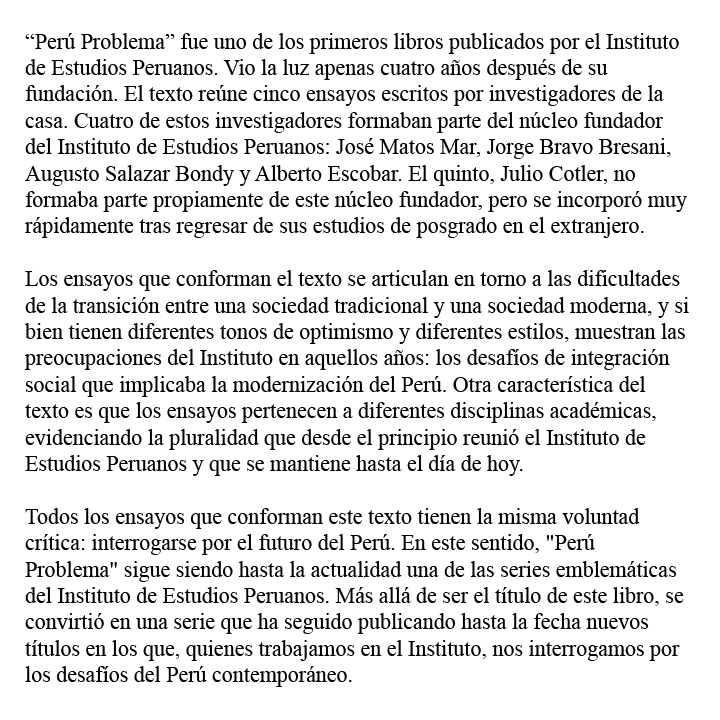 “Perú Problema” fue uno de los primeros libros publicados por el Instituto
de Estudios Peruanos. Vio la luz apenas cuatro años después de su
fundación. El texto reúne cinco ensayos escritos por investigadores de la
casa. Cuatro de estos investigadores formaban parte del núcleo fundador
del Instituto de Estudios Peruanos: José Matos Mar, Jorge Bravo Bresani,
Augusto Salazar Bondy y Alberto Escobar. El quinto, Julio Cotler, no
formaba parte propiamente de este núcleo fundador, pero se incorporó muy
rápidamente tras regresar de sus estudios de posgrado en el extranjero.

Los ensayos que conforman el texto se articulan en torno a las dificultades
de la transición entre una sociedad tradicional y una sociedad moderna, y si
bien tienen diferentes tonos de optimismo y diferentes estilos, muestran las
preocupaciones del Instituto en aquellos años: los desafíos de integración
social que implicaba la modernización del Perú. Otra característica del
texto es que los ensayos pertenecen a diferentes disciplinas académicas,
evidenciando la pluralidad que desde el principio reunió el Instituto de
Estudios Peruanos y que se mantiene hasta el día de hoy.

Todos los ensayos que conforman este texto tienen la misma voluntad
crítica: interrogarse por el futuro del Perú. En este sentido, "Perú
Problema" sigue siendo hasta la actualidad una de las series emblemáticas
del Instituto de Estudios Peruanos. Más allá de ser el título de este libro, se
convirtió en una serie que ha seguido publicando hasta la fecha nuevos
títulos en los que, quienes trabajamos en el Instituto, nos interrogamos por
los desafíos del Perú contemporáneo.